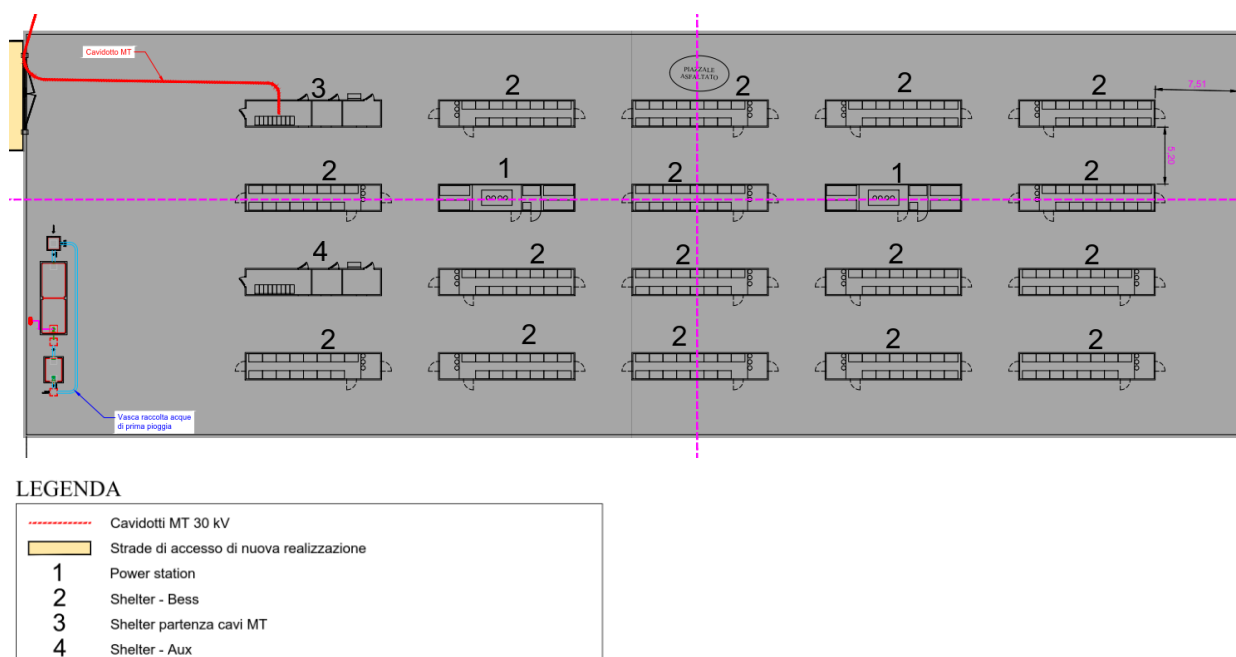 Cavidotto MT
PIAZZALE
ASFALTATO
3
2
2
2
2
7,51
5,20
2
1
2
1
2
4
2
2
2
2
2
2
2
2
2
Vasca raccolta acque
di prima pioggia
LEGENDA
Cavidotti MT 30 kV
Strade di accesso di nuova realizzazione
1 Power station
2 Shelter - Bess
3 Shelter partenza cavi MT
4 Shelter - Aux